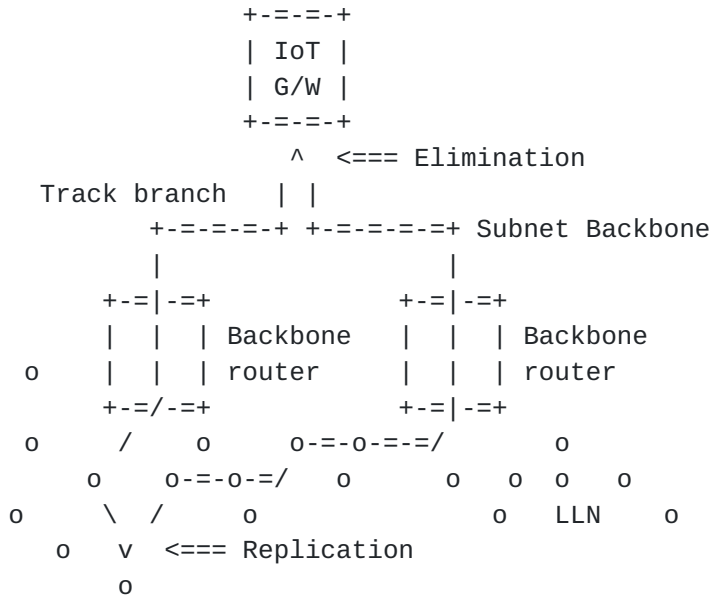 +-=-=-+
               | IoT |
               | G/W |
               +-=-=-+
                  ^  <=== Elimination
  Track branch   | |
         +-=-=-=-+ +-=-=-=-=+ Subnet Backbone
         |                  |
      +-=|-=+            +-=|-=+
      |  |  | Backbone   |  |  | Backbone
 o    |  |  | router     |  |  | router
      +-=/-=+            +-=|-=+
 o     /    o     o-=-o-=-=/       o
     o    o-=-o-=/   o      o   o  o   o
o     \  /     o               o   LLN    o
   o   v  <=== Replication
       o